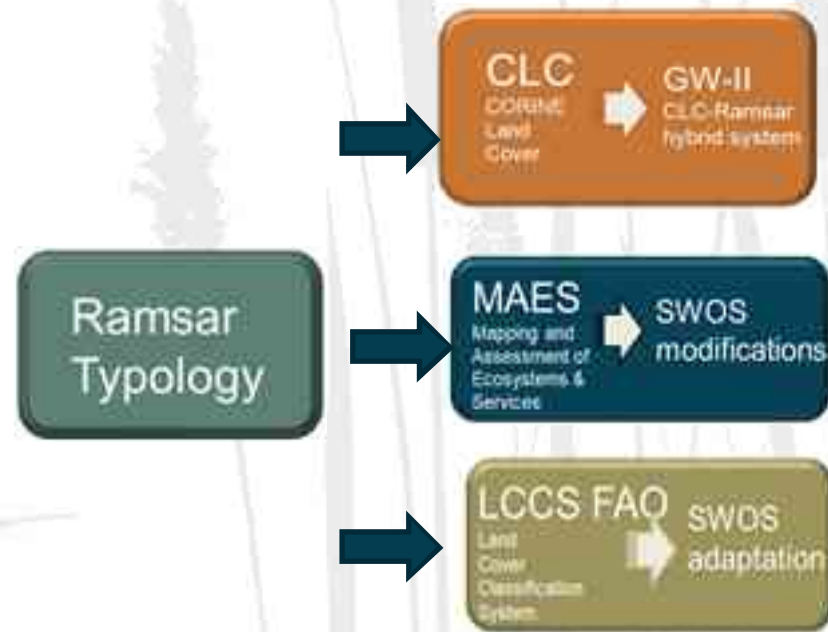 Ramsar
Typology
CLC
CORINE
Land
Cover
GW-II
CLC-Ramsar
hybrid system
MAES
Mapping and
Assessment of
Ecosystems &
Services
SWOS
modifications
LCCS FAO
Land
Cover
Classification
System
SWOS
adaptation